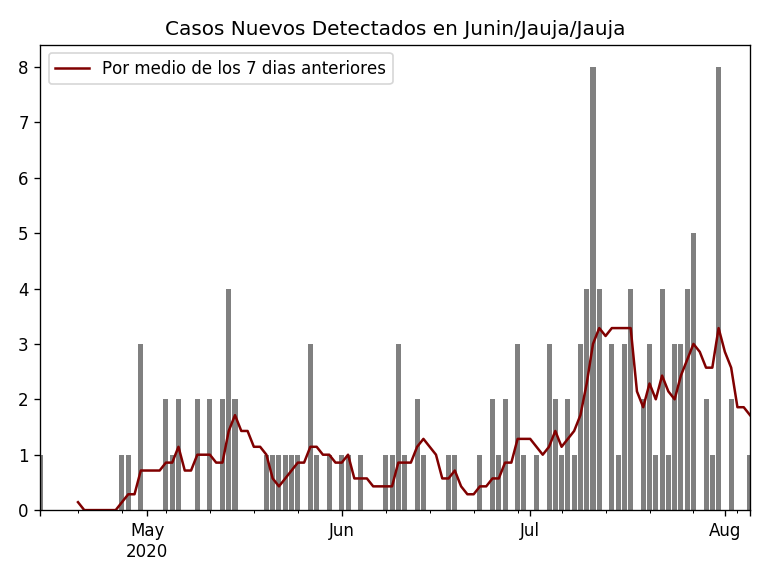 Casos Nuevos Detectados en Junin/Jauja/Jauja
Por medio de los 7 dias anteriores
8
7
6
5
4
3
2
1
0
May
2020
Jun
Jul
Aug